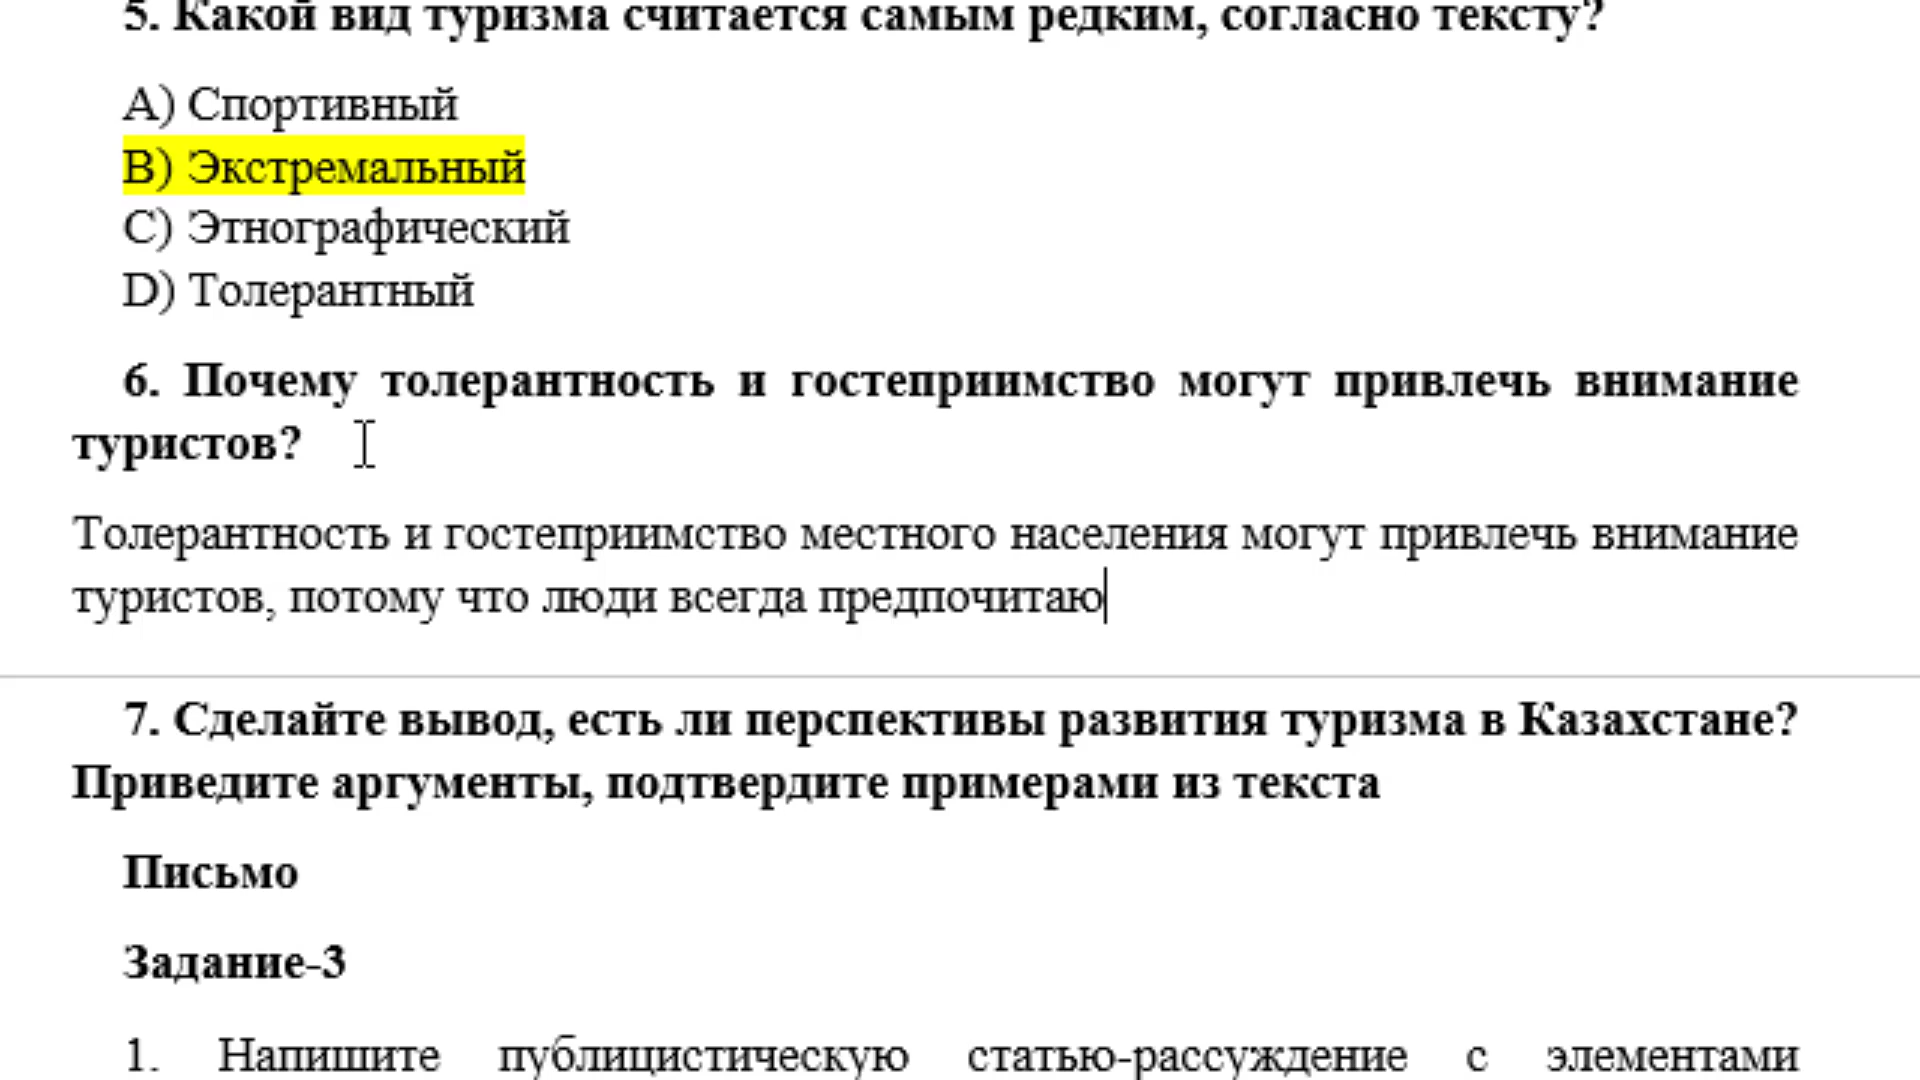 5. Какой вид туризма считается самым редким, согласно тексту?
A) Спортивный
B) Экстремальный
C) Этнографический
D) Толерантный
6. Почему толерантность и гостеприимство могут привлечь внимание
туристов?
Толерантность и гостеприимство местного населения могут привлечь внимание
туристов, потому что люди всегда предпочитаю
7. Сделайте вывод, есть ли перспективы развития туризма в Казахстане?
Приведите аргументы, подтвердите примерами из текста
Письмо
Задание-3
1. Напишите публицистическую статью-рассуждение с элементами